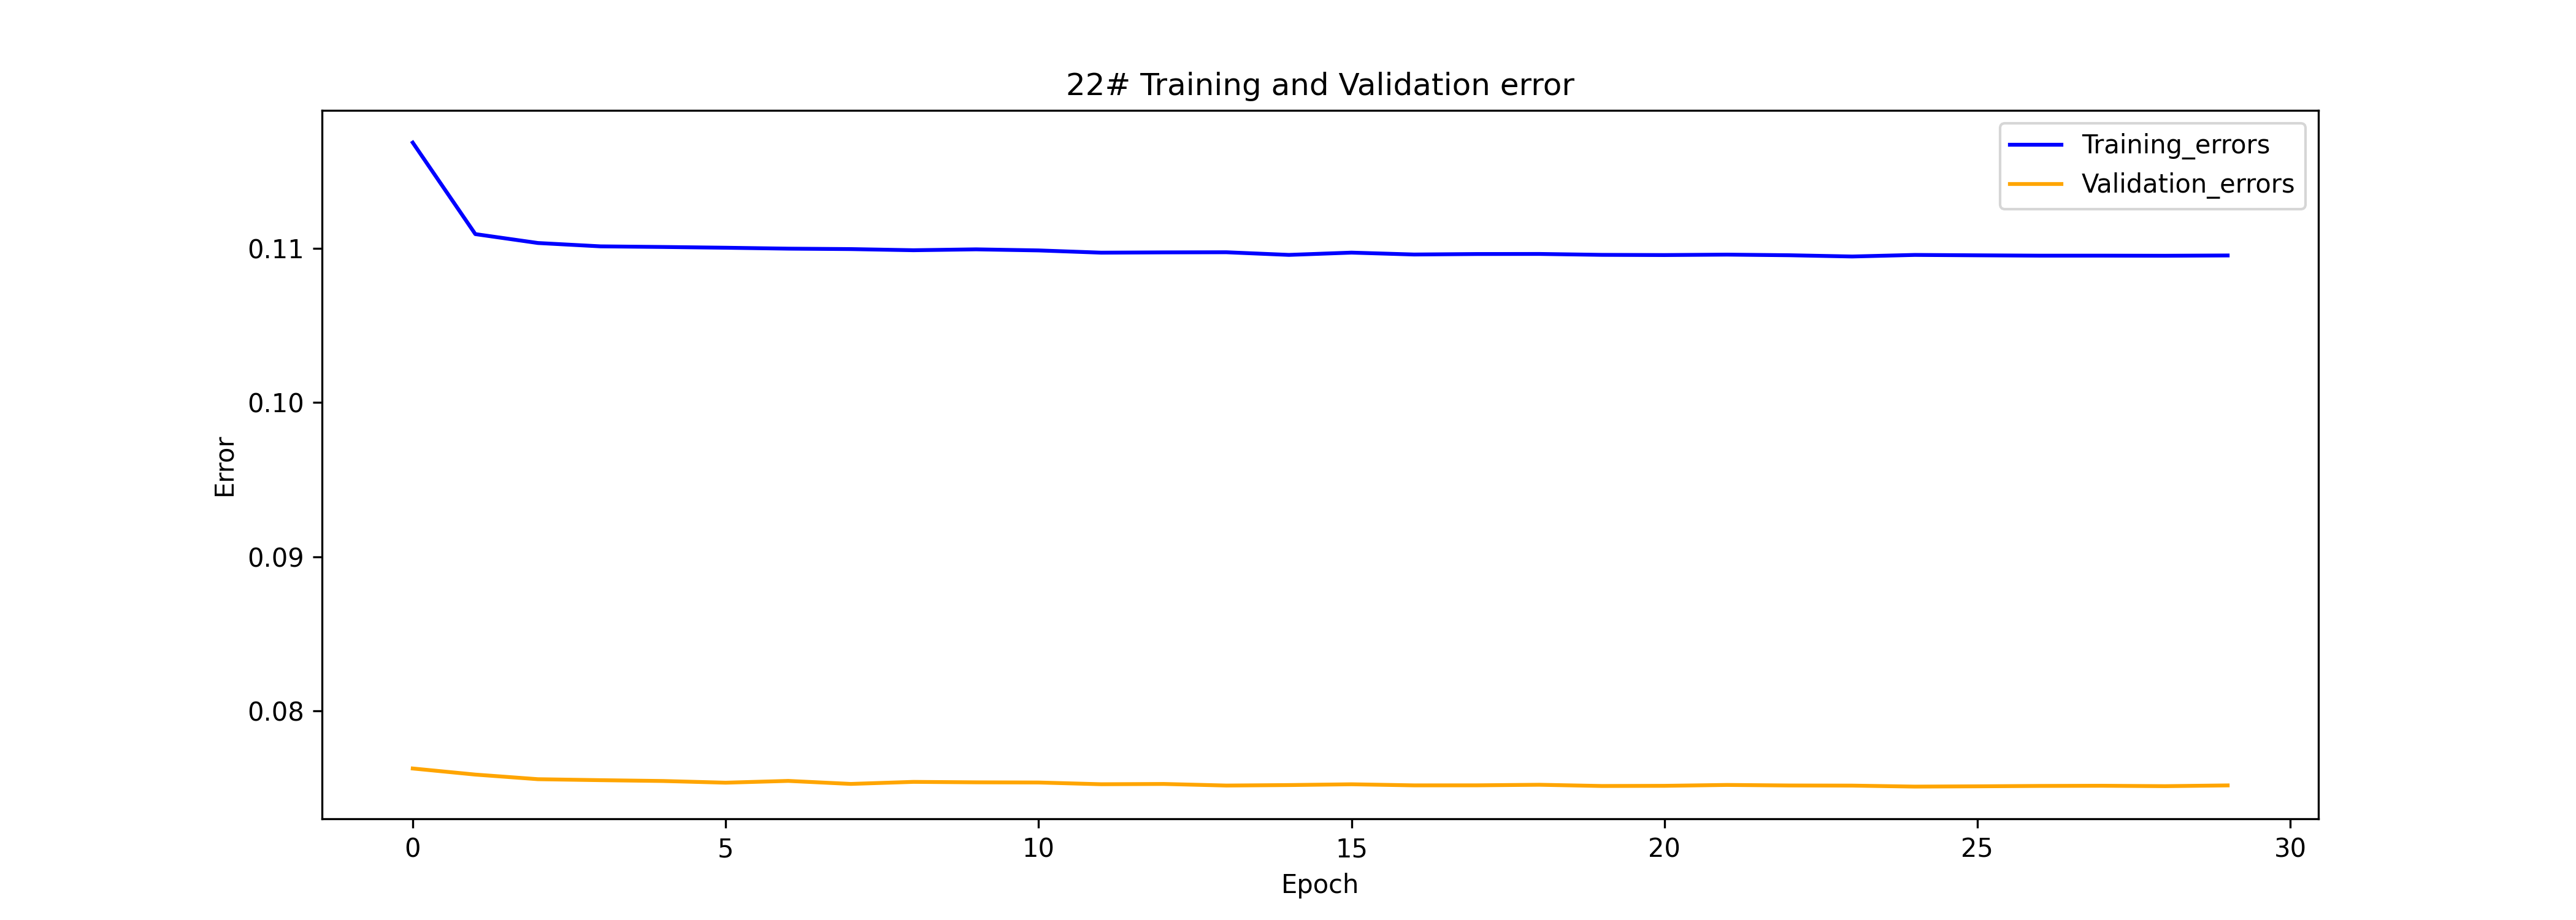 22# Training and Validation error
Training_errors
Validation_errors
0.11
0.10
0.09
0.08
Error
0
5
10
15
20
25
30
Epoch